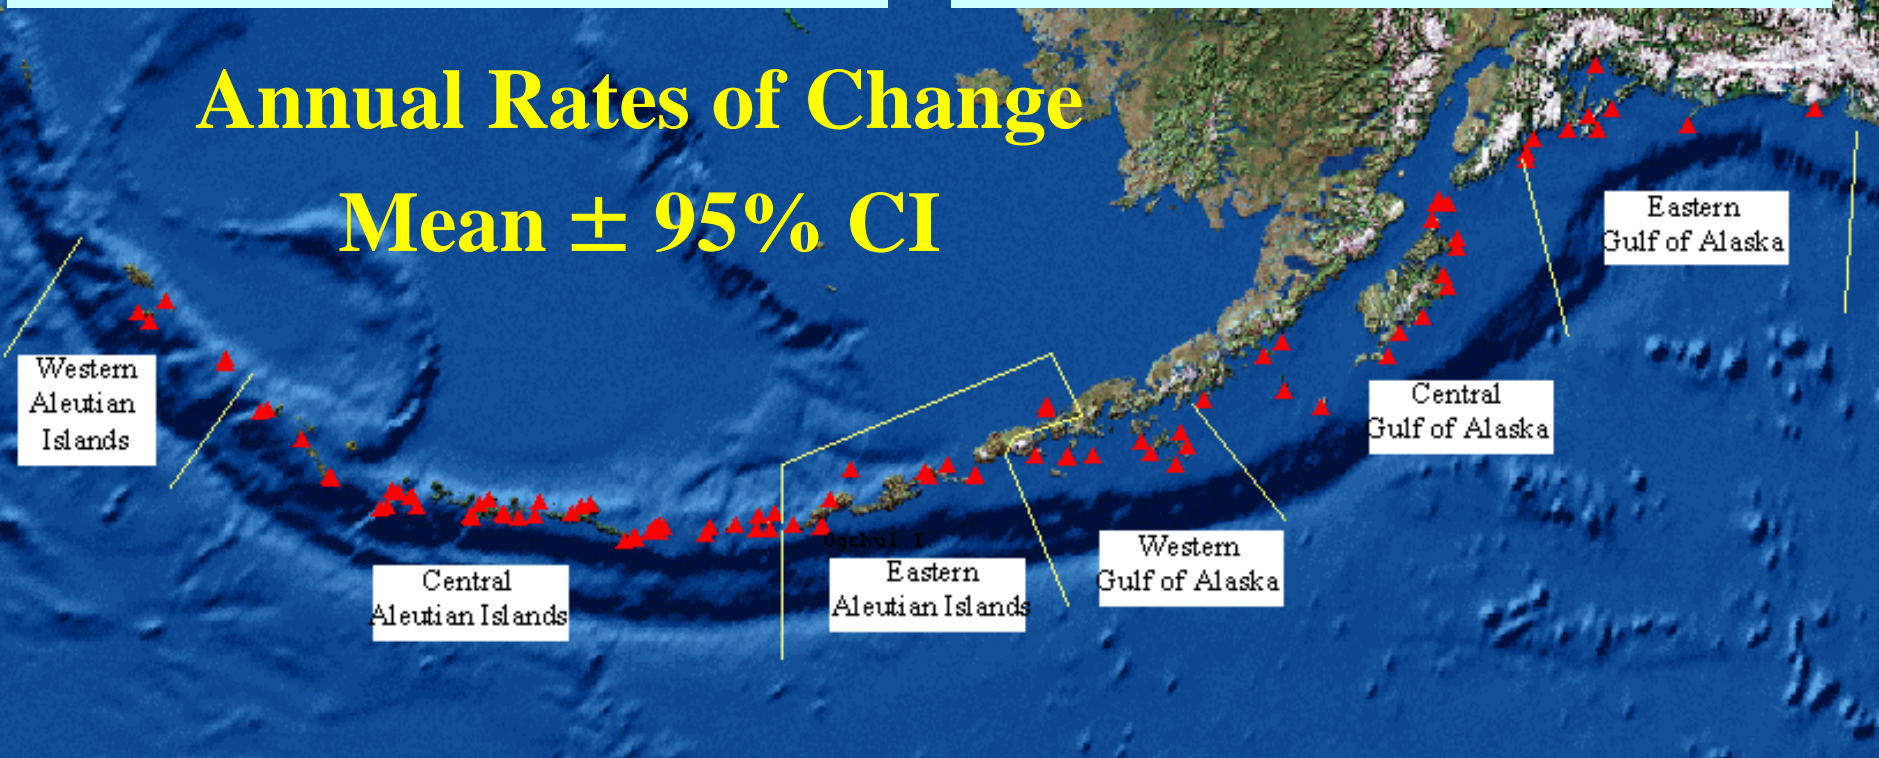 Annual Rates of Change
Mean ± 95% CI
Eastern
Gulf of Alaska
Western
Aleutian
Islands
Central
Gulf of Alaska
Western
Gulf of Alaska
Ogchul I.
Eastern
Aleutian Islands
Central
Aleutian Islands